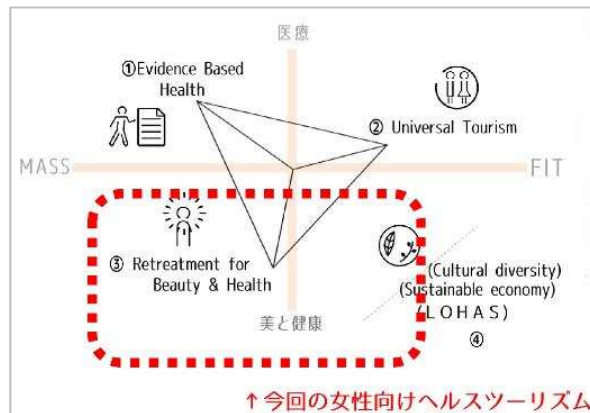 医療
①Evidence Based
Health
② Universal Tourism
MASS
FIT
③ Retreatment for
Beauty & Health
(Cultural diversity)
(Sustainable economy)
(LOHAS)
④
美と健康
↑今回の女性向けヘルスツーリズム